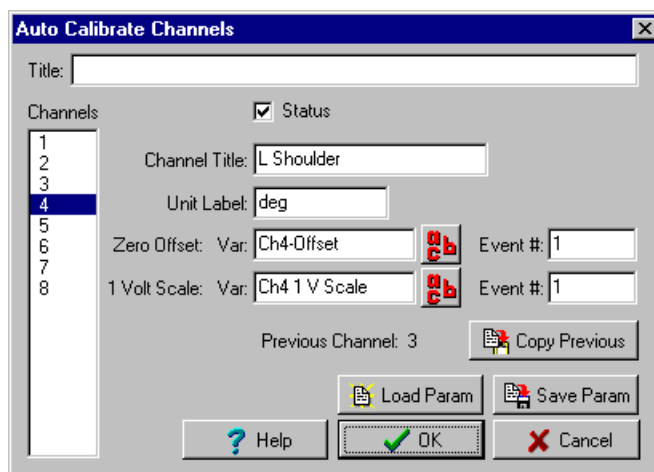 Auto Calibrate Channels
Title:
Channels
Status
1
2
3
4
5
6
7
8
Channel Title: L Shoulder
Unit Label: deg
Zero Offset: Var: Ch4-Offset abc Event #: 1
1 Volt Scale: Var: Ch4 1 V Scale abc Event #: 1
Previous Channel: 3 Copy Previous
Load Param Save Param
? Help OK Cancel